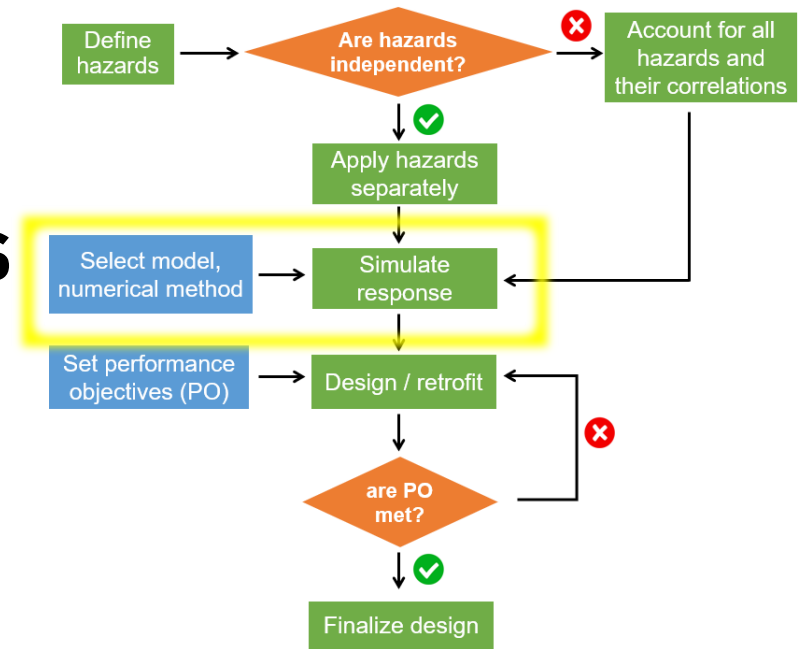 Define
hazards
Are hazards
independent?
Account for all
hazards and
their correlations
Apply hazards
separately
s
Select model,
numerical method
Simulate
response
Set performance
objectives (PO)
Design / retrofit
are PO
met?
Finalize design